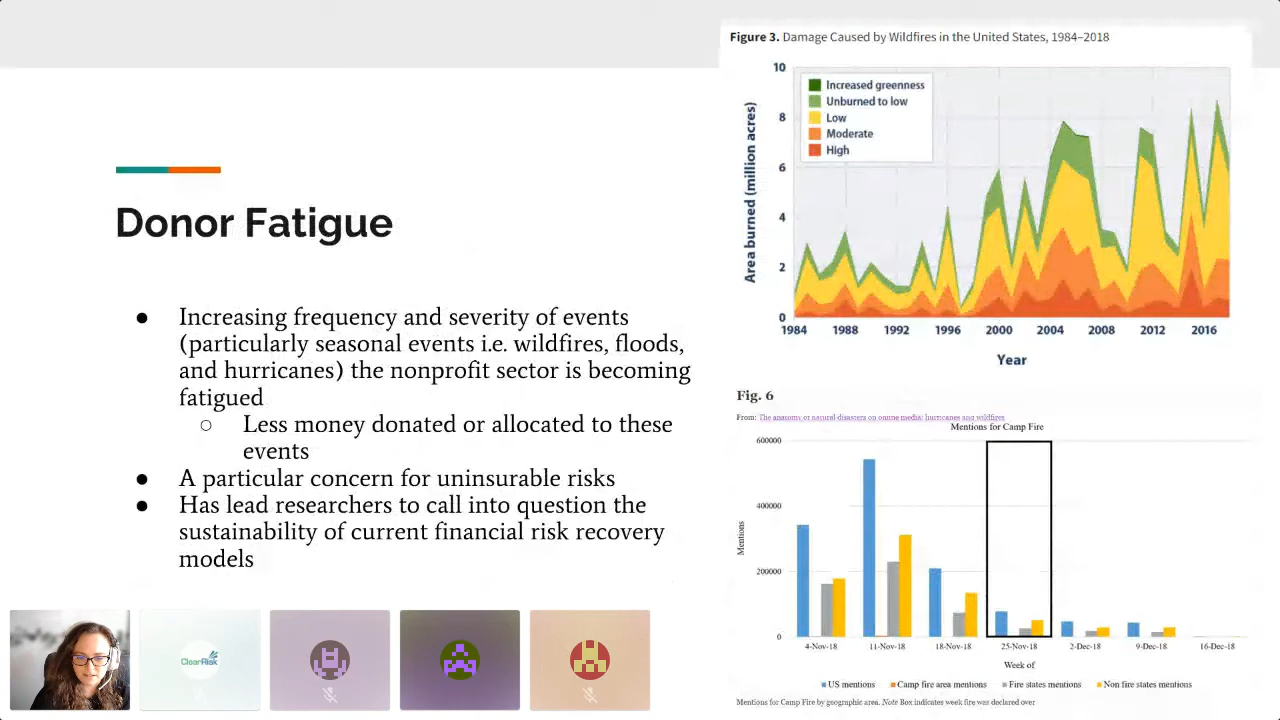 Figure 3. Damage Caused by Wildfires in the United States, 1984–2018
10
8
6
4
2
0
Area burned (million acres)
Increased greenness
Unburned to low
Low
Moderate
High
1984 1988 1992 1996 2000 2004 2008 2012 2016
Year
Donor Fatigue
● Increasing frequency and severity of events
(particularly seasonal events i.e. wildfires, floods,
and hurricanes) the nonprofit sector is becoming
fatigued
○ Less money donated or allocated to these
events
● A particular concern for uninsurable risks
● Has lead researchers to call into question the
sustainability of current financial risk recovery
models
Fig. 6
From: The anatomy of natural disasters on online media: hurricanes and wildfires
Mentions for Camp Fire
600000
400000
200000
0
Mentions
4-Nov-18 11-Nov-18 18-Nov-18 25-Nov-18 2-Dec-18 9-Dec-18 16-Dec-18
Week of
US mentions Camp fire area mentions Fire states mentions Non fire states mentions
Mentions for Camp Fire by geographic area. Note Box indicates week fire was declared over
ClearRisk